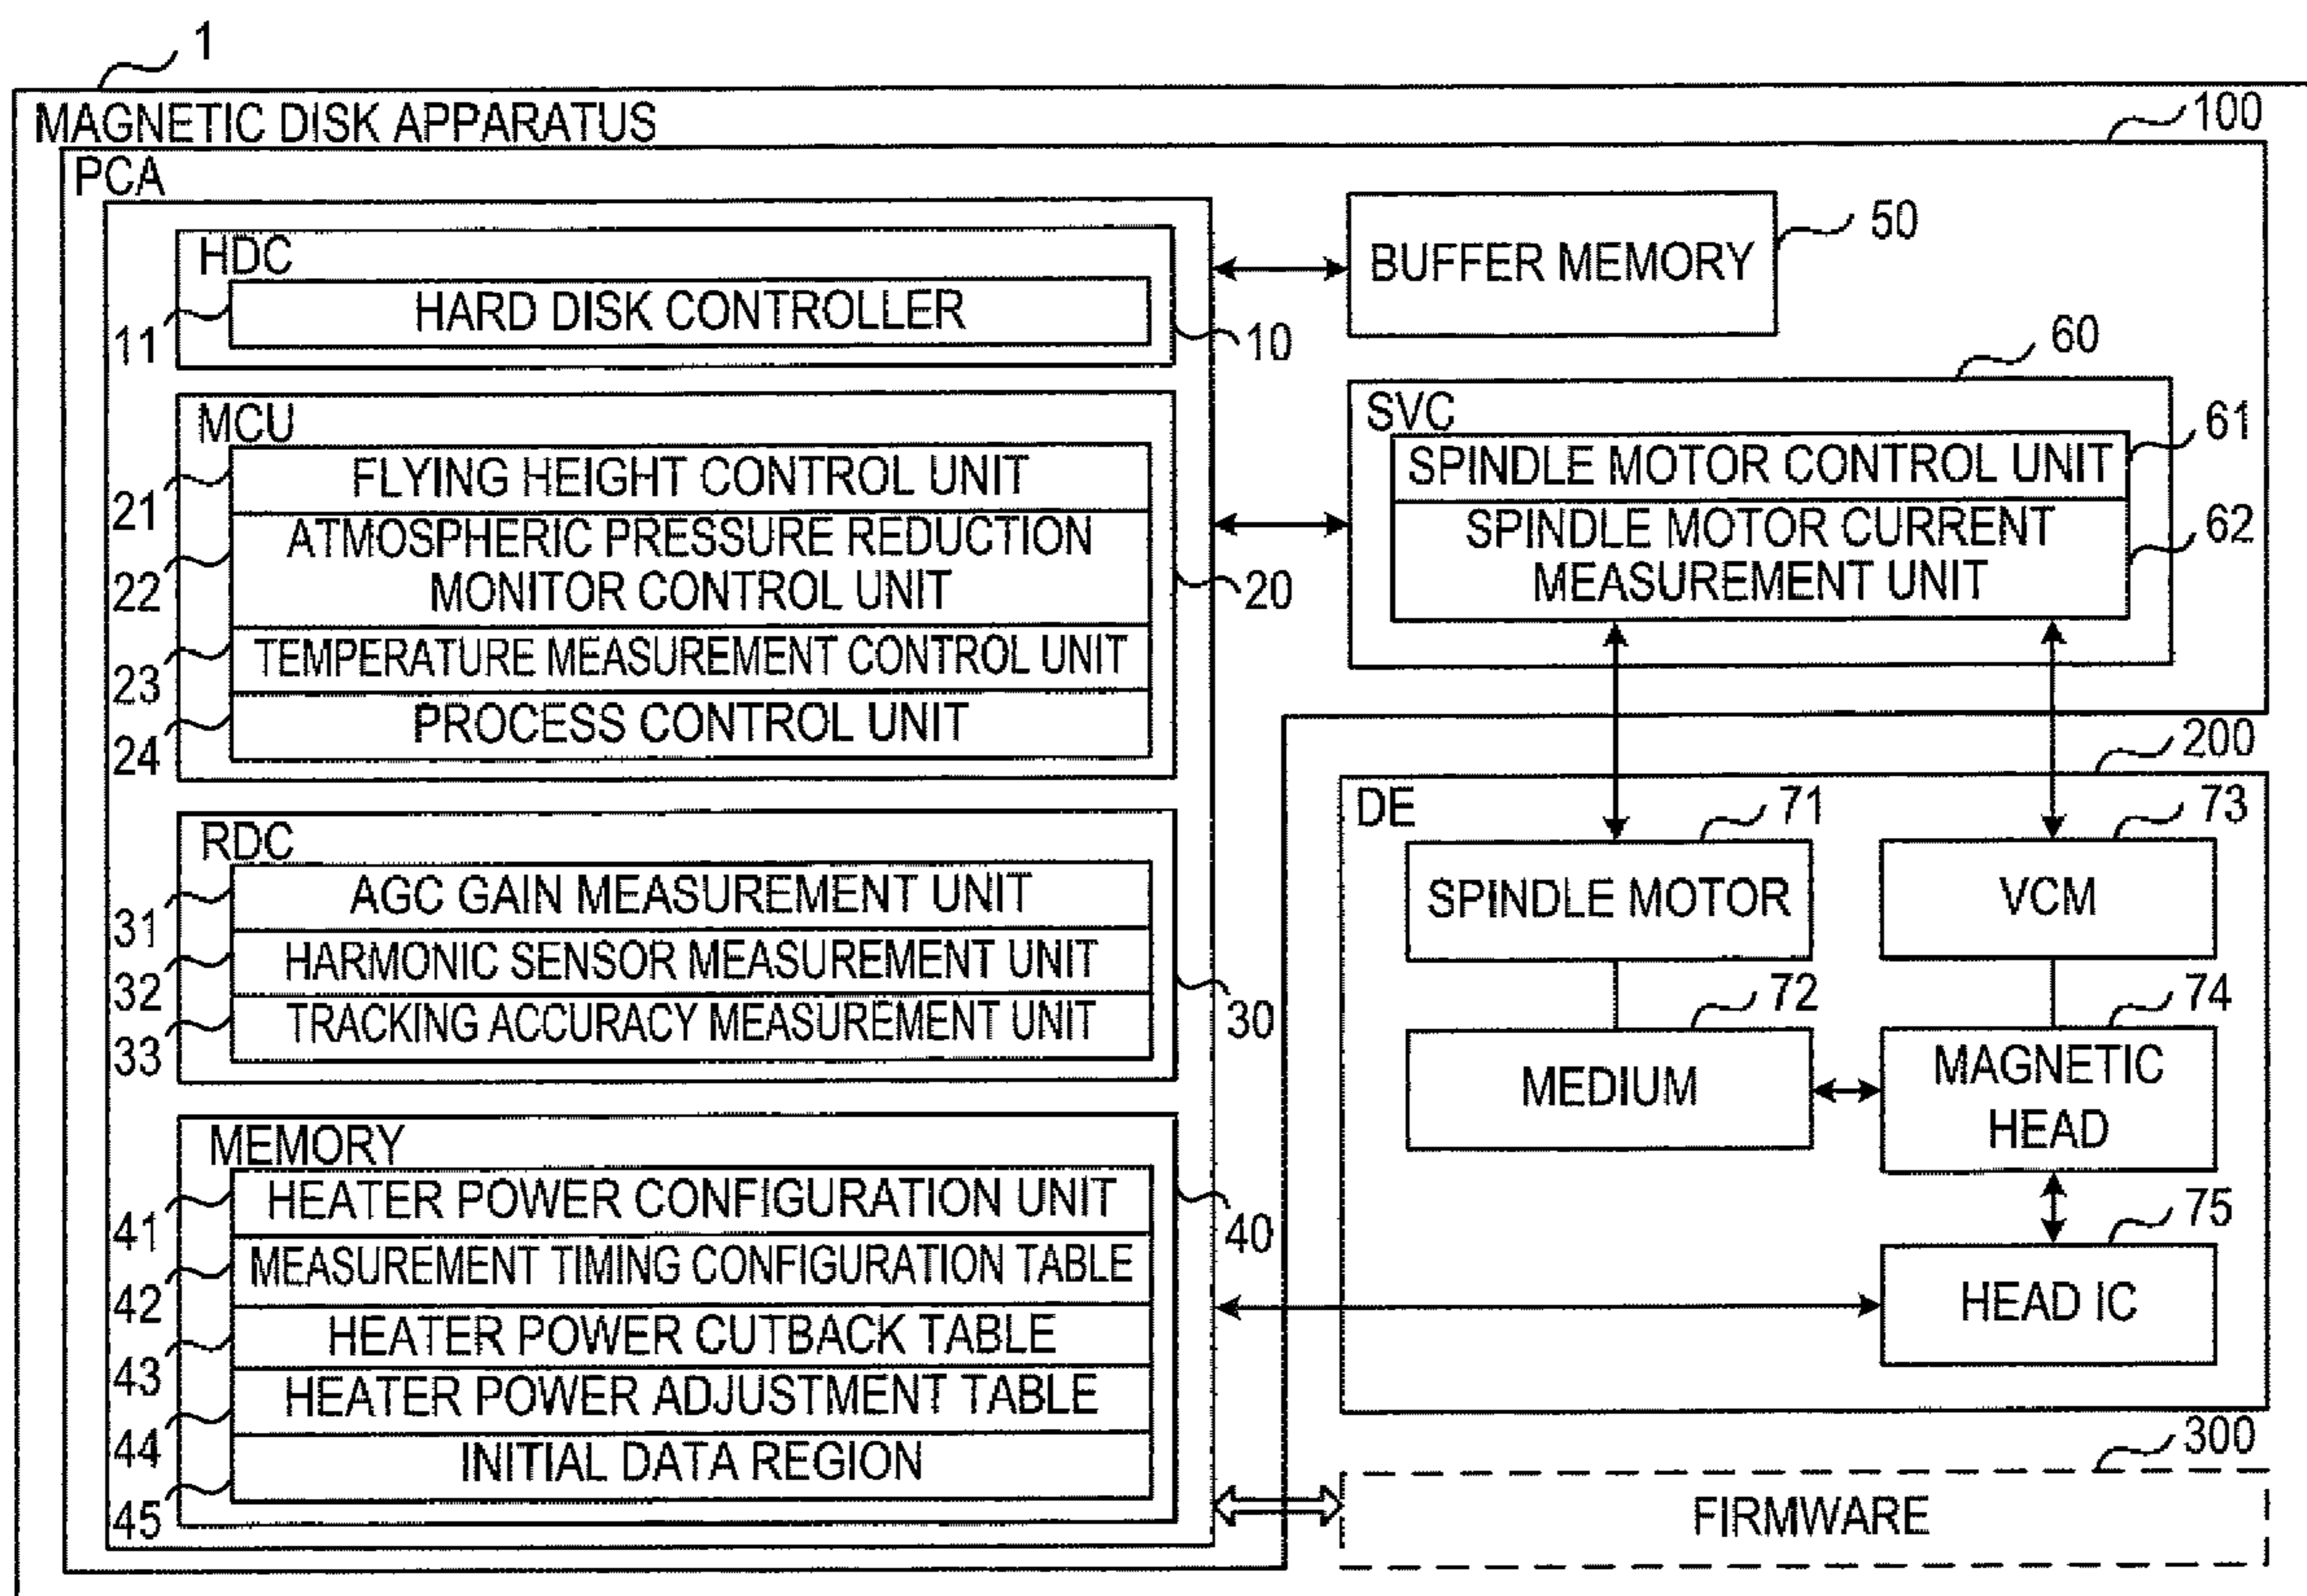 1
MAGNETIC DISK APPARATUS
100
PCA
HDC
11
HARD DISK CONTROLLER
10
MCU
21
FLYING HEIGHT CONTROL UNIT
22
ATMOSPHERIC PRESSURE REDUCTION
MONITOR CONTROL UNIT
20
23
TEMPERATURE MEASUREMENT CONTROL UNIT
24
PROCESS CONTROL UNIT
RDC
31
AGC GAIN MEASUREMENT UNIT
32
HARMONIC SENSOR MEASUREMENT UNIT
30
33
TRACKING ACCURACY MEASUREMENT UNIT
MEMORY
41
HEATER POWER CONFIGURATION UNIT
40
42
MEASUREMENT TIMING CONFIGURATION TABLE
43
HEATER POWER CUTBACK TABLE
44
HEATER POWER ADJUSTMENT TABLE
45
INITIAL DATA REGION
BUFFER MEMORY
50
60
SVC
SPINDLE MOTOR CONTROL UNIT
61
SPINDLE MOTOR CURRENT
MEASUREMENT UNIT
62
200
DE
71
SPINDLE MOTOR
73
VCM
72
MEDIUM
74
MAGNETIC
HEAD
75
HEAD IC
300
FIRMWARE